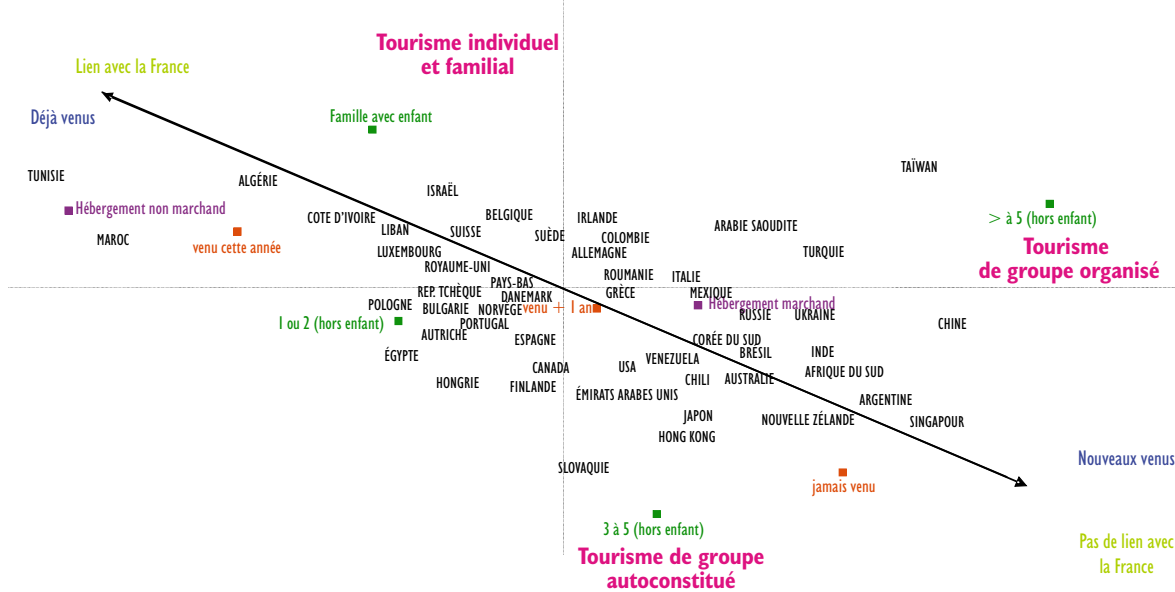 Tourisme individuel
et familial
Lien avec la France
Déjà venus
Famille avec enfant
TAÏWAN
TUNISIE
ALGÉRIE
ISRAËL
Hébergement non marchand
COTE D'IVOIRE
BELGIQUE
IRLANDE
> à 5 (hors enfant)
ARABIE SAOUDITE
LIBAN
SUISSE
SUÈDE
COLOMBIE
MAROC
venu cette année
Tourisme
de groupe organisé
LUXEMBOURG
ALLEMAGNE
TURQUIE
ROYAUME-UNI
ROUMANIE
ITALIE
PAYS-BAS
REP. TCHÈQUE
DANEMARK
GRÈCE
MEXIQUE
POLOGNE
BULGARIE
NORVEGE
venu + 1 an
Hébergement marchand
RUSSIE
UKRAINE
1 ou 2 (hors enfant)
PORTUGAL
CHINE
AUTRICHE
ESPAGNE
CORÉE DU SUD
ÉGYPTE
VENEZUELA
BRÉSIL
INDE
CANADA
USA
AFRIQUE DU SUD
HONGRIE
FINLANDE
CHILI
AUSTRALIE
ÉMIRATS ARABES UNIS
ARGENTINE
JAPON
NOUVELLE ZÉLANDE
SINGAPOUR
HONG KONG
Nouveaux venus
SLOVAQUIE
jamais venu
3 à 5 (hors enfant)
Pas de lien avec
la France
Tourisme de groupe
autoconstitué